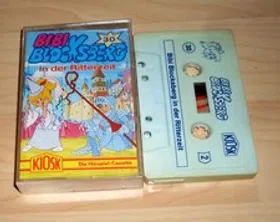 BIBI
BLOCKSBERG
30
in der Ritterzeit
KIOSK
Die Hörspiel-Cassette
30
Bibi Blocksberg in der Ritterzeit
BIBI
BLOCKSBERG
KIOSK
2